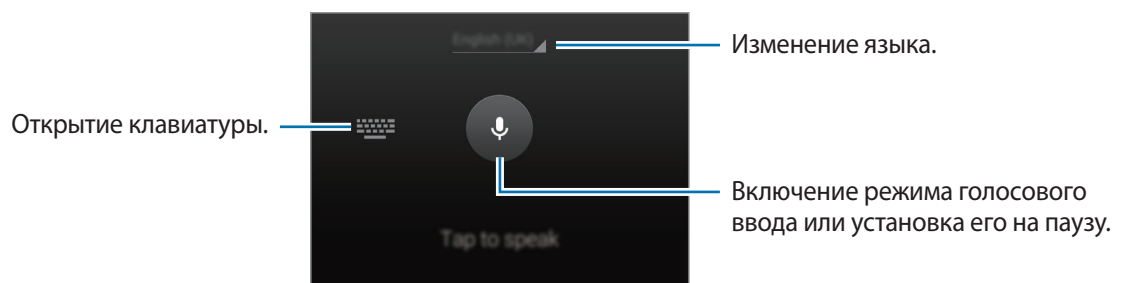 English (UK)
Изменение языка.
Открытие клавиатуры.
Включение режима голосового
ввода или установка его на паузу.
Tap to speak